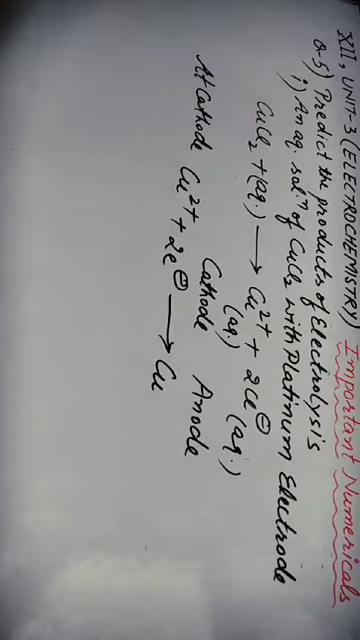 XII, UNIT-3 (ELECTROCHEMISTRY) Important Numericals
Q-5) Predict the products of Electrolysis
i) An aq. sol.ⁿ of CuCl₂ with Platinum Electrode
CuCl₂ + (aq.) → Cu²⁺ (aq.) + 2Cl⊖ (aq.)
Cathode Anode
At Cathode Cu²⁺ + 2e⊖ → Cu